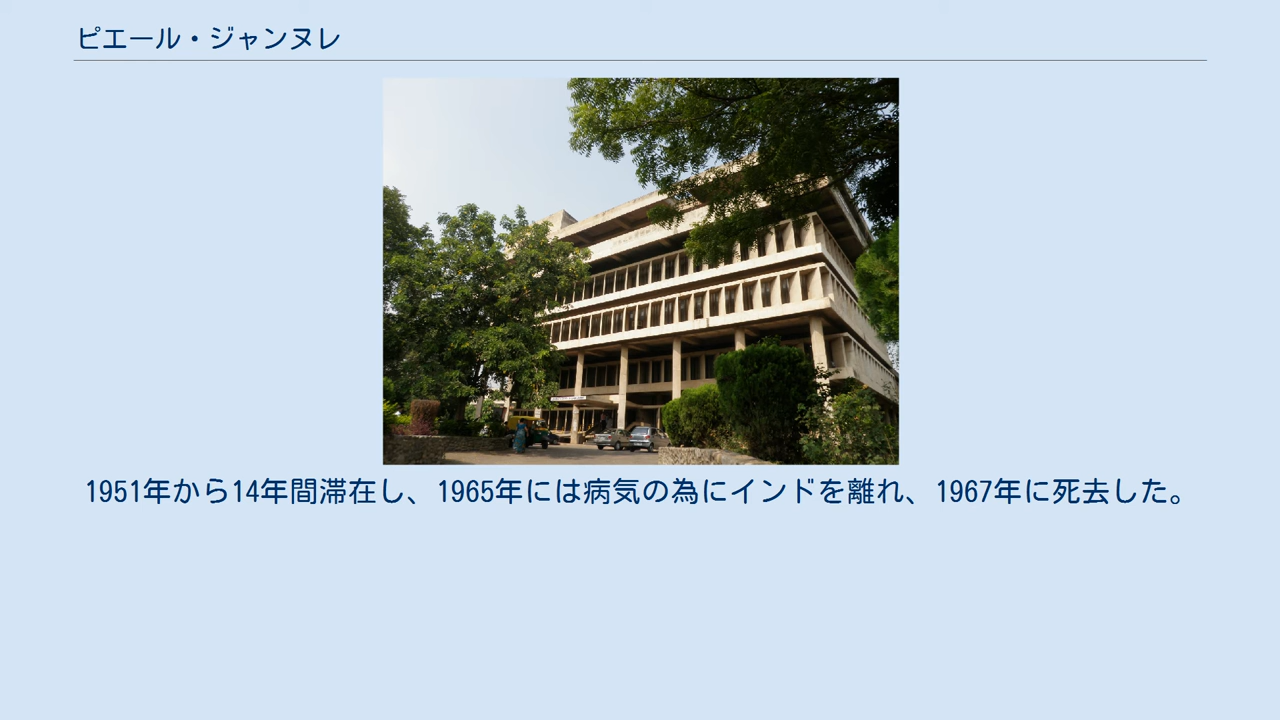 ピエール・ジャンヌレ
1951年から14年間滞在し、1965年には病気の為にインドを離れ、1967年に死去した。